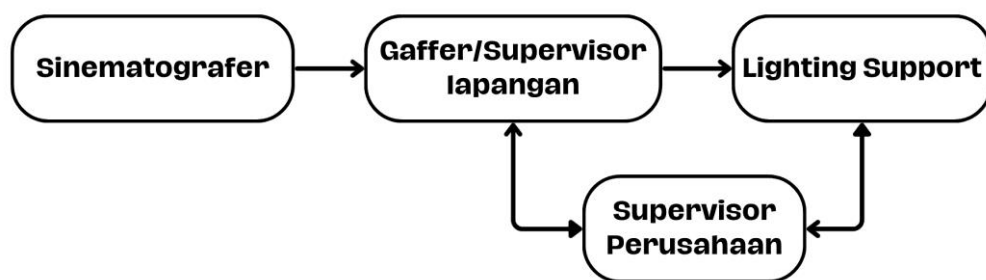 Sinematografer
Gaffer/Supervisor
lapangan
Lighting Support
Supervisor
Perusahaan